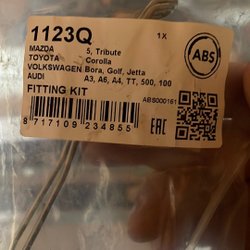 1123Q
1X
MAZDA 5, Tribute
TOYOTA Corolla
VOLKSWAGEN Bora, Golf, Jetta
AUDI A3, A6, A4, TT, 500, 100
FITTING KIT
ABS
ABS000161
8 717109 234855
EAC